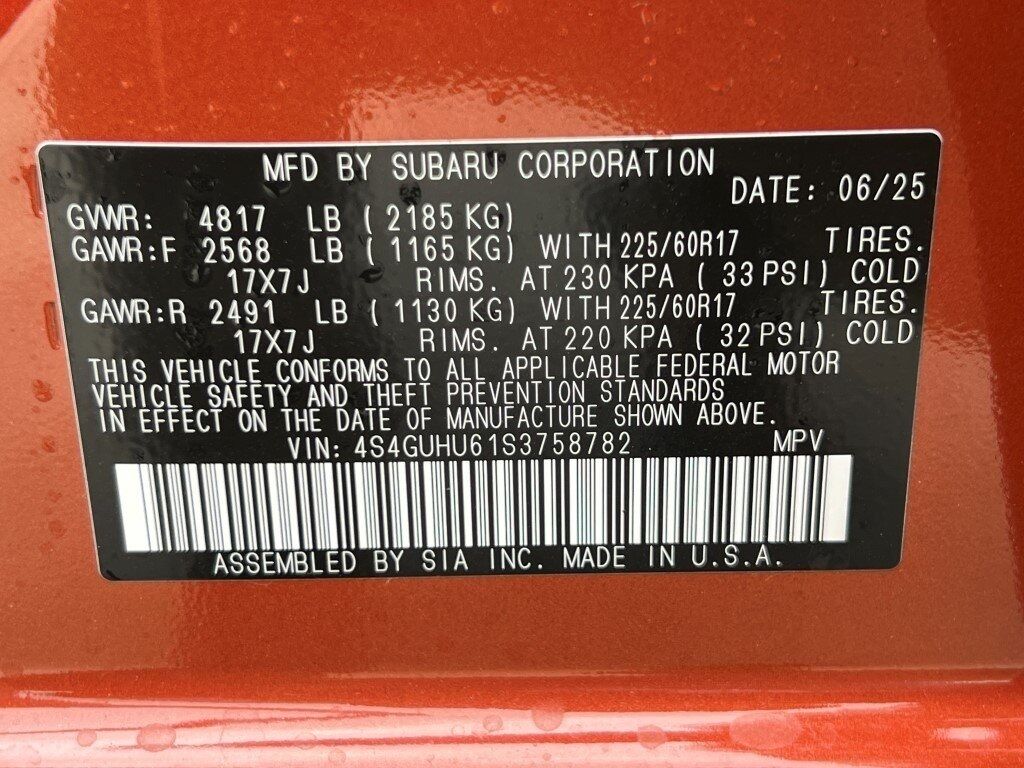 MFD BY SUBARU CORPORATION
DATE: 06/25
GVWR: 4817 LB ( 2185 KG)
GAWR:F 2568 LB ( 1165 KG) WITH 225/60R17 TIRES.
17X7J RIMS. AT 230 KPA ( 33 PSI) COLD
GAWR:R 2491 LB ( 1130 KG) WITH 225/60R17 TIRES.
17X7J RIMS. AT 220 KPA ( 32 PSI) COLD
THIS VEHICLE CONFORMS TO ALL APPLICABLE FEDERAL MOTOR
VEHICLE SAFETY AND THEFT PREVENTION STANDARDS
IN EFFECT ON THE DATE OF MANUFACTURE SHOWN ABOVE.
VIN: 4S4GUHU61S3758782 MPV
ASSEMBLED BY SIA INC. MADE IN U.S.A.